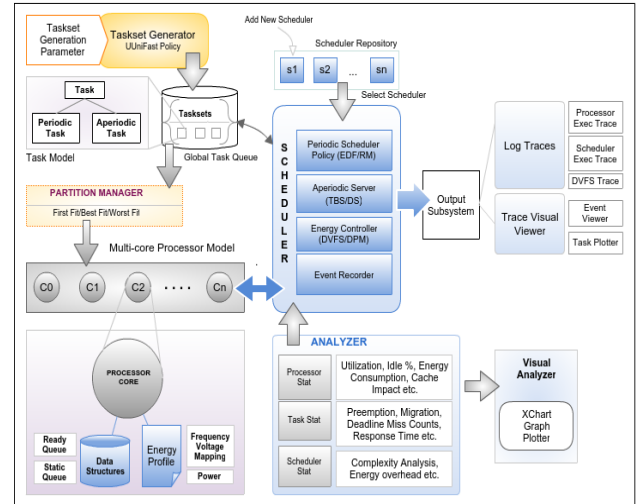 Taskset
Generation
Parameter
Taskset Generator
UUniFast Policy
Add New Scheduler
Scheduler Repository
s1
s2
...
sn
Select Scheduler
Task
Periodic
Task
Aperiodic
Task
Task Model
Tasksets
Global Task Queue
PARTITION MANAGER
First Fit/Best Fit/Worst Fit
Multi-core Processor Model
C0
C1
C2
....
Cn
SCHEDULER
Periodic Scheduler
Policy (EDF/RM)
Aperiodic Server
(TBS/DS)
Energy Controller
(DVFS/DPM)
Event Recorder
Output
Subsystem
Log Traces
Processor
Exec Trace
Scheduler
Exec Trace
DVFS Trace
Trace Visual
Viewer
Event
Viewer
Task Plotter
PROCESSOR
CORE
Ready
Queue
Static
Queue
Data
Structures
Energy
Profile
Frequency
Voltage
Mapping
Power
ANALYZER
Processor
Stat
Utilization, Idle %, Energy
Consumption, Cache
Impact etc.
Task Stat
Preemption, Migration,
Deadline Miss Counts,
Response Time etc.
Scheduler
Stat
Complexity Analysis,
Energy overhead etc.
Visual
Analyzer
XChart
Graph
Plotter